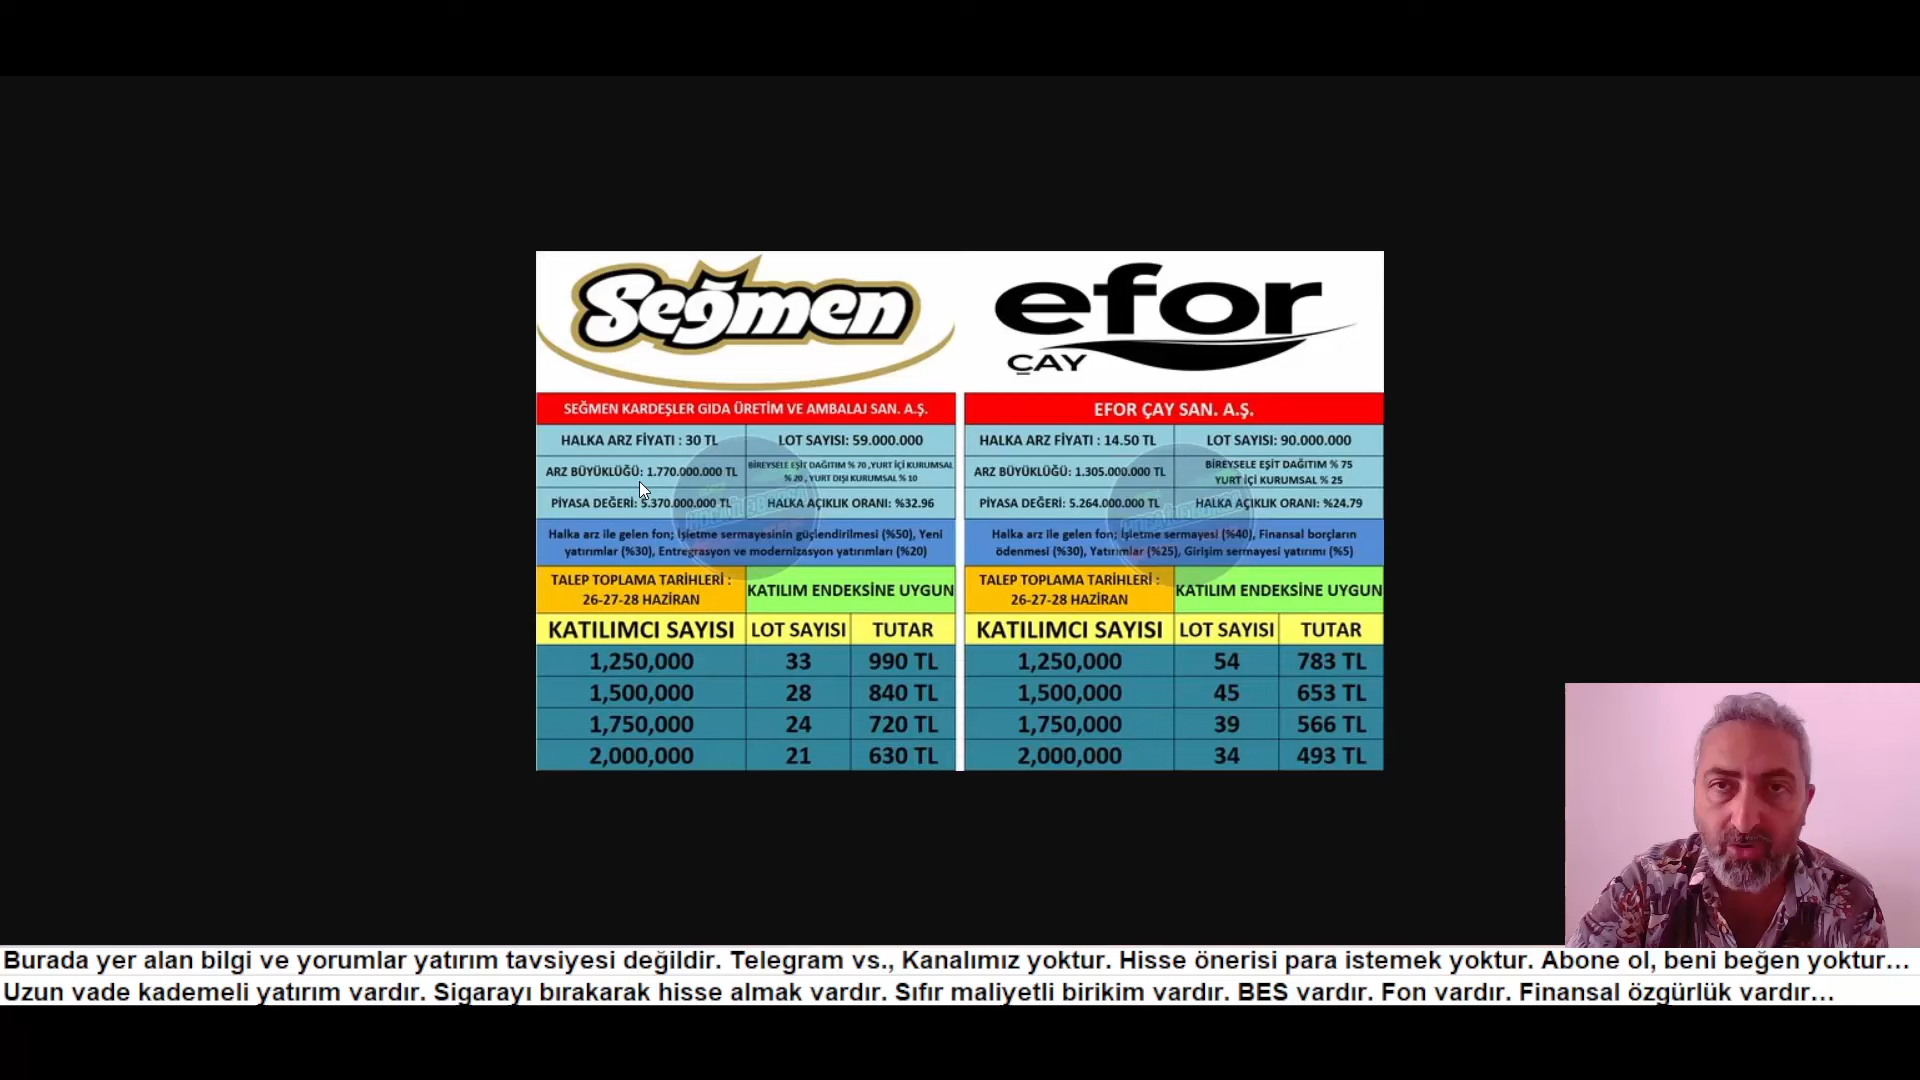 Seğmen
efor
ÇAY
SEĞMEN KARDEŞLER GIDA ÜRETİM VE AMBALAJ SAN. A.Ş.
HALKA ARZ FİYATI : 30 TL
LOT SAYISI: 59.000.000
ARZ BÜYÜKLÜĞÜ: 1.770.000.000 TL
BİREYSELE EŞİT DAĞITIM % 70 ,YURT İÇİ KURUMSAL
% 20 , YURT DIŞI KURUMSAL % 10
PİYASA DEĞERİ: 5.370.000.000 TL
HALKA AÇIKLIK ORANI: %32.96
Halka arz ile gelen fon; İşletme sermayesinin güçlendirilmesi (%50), Yeni
yatırımlar (%30), Entregrasyon ve modernizasyon yatırımları (%20)
TALEP TOPLAMA TARİHLERİ :
26-27-28 HAZİRAN
KATILIM ENDEKSİNE UYGUN
KATILIMCI SAYISI LOT SAYISI TUTAR
1,250,000 33 990 TL
1,500,000 28 840 TL
1,750,000 24 720 TL
2,000,000 21 630 TL
EFOR ÇAY SAN. A.Ş.
HALKA ARZ FİYATI : 14.50 TL
LOT SAYISI: 90.000.000
ARZ BÜYÜKLÜĞÜ: 1.305.000.000 TL
BİREYSELE EŞİT DAĞITIM % 75
YURT İÇİ KURUMSAL % 25
PİYASA DEĞERİ: 5.264.000.000 TL
HALKA AÇIKLIK ORANI: %24.79
Halka arz ile gelen fon; İşletme sermayesi (%40), Finansal borçların
ödenmesi (%30), Yatırımlar (%25), Girişim sermayesi yatırımı (%5)
TALEP TOPLAMA TARİHLERİ :
26-27-28 HAZİRAN
KATILIM ENDEKSİNE UYGUN
KATILIMCI SAYISI LOT SAYISI TUTAR
1,250,000 54 783 TL
1,500,000 45 653 TL
1,750,000 39 566 TL
2,000,000 34 493 TL
Burada yer alan bilgi ve yorumlar yatırım tavsiyesi değildir. Telegram vs., Kanalımız yoktur. Hisse önerisi para istemek yoktur. Abone ol, beni beğen yoktur...
Uzun vade kademeli yatırım vardır. Sigarayı bırakarak hisse almak vardır. Sıfır maliyetli birikim vardır. BES vardır. Fon vardır. Finansal özgürlük vardır...